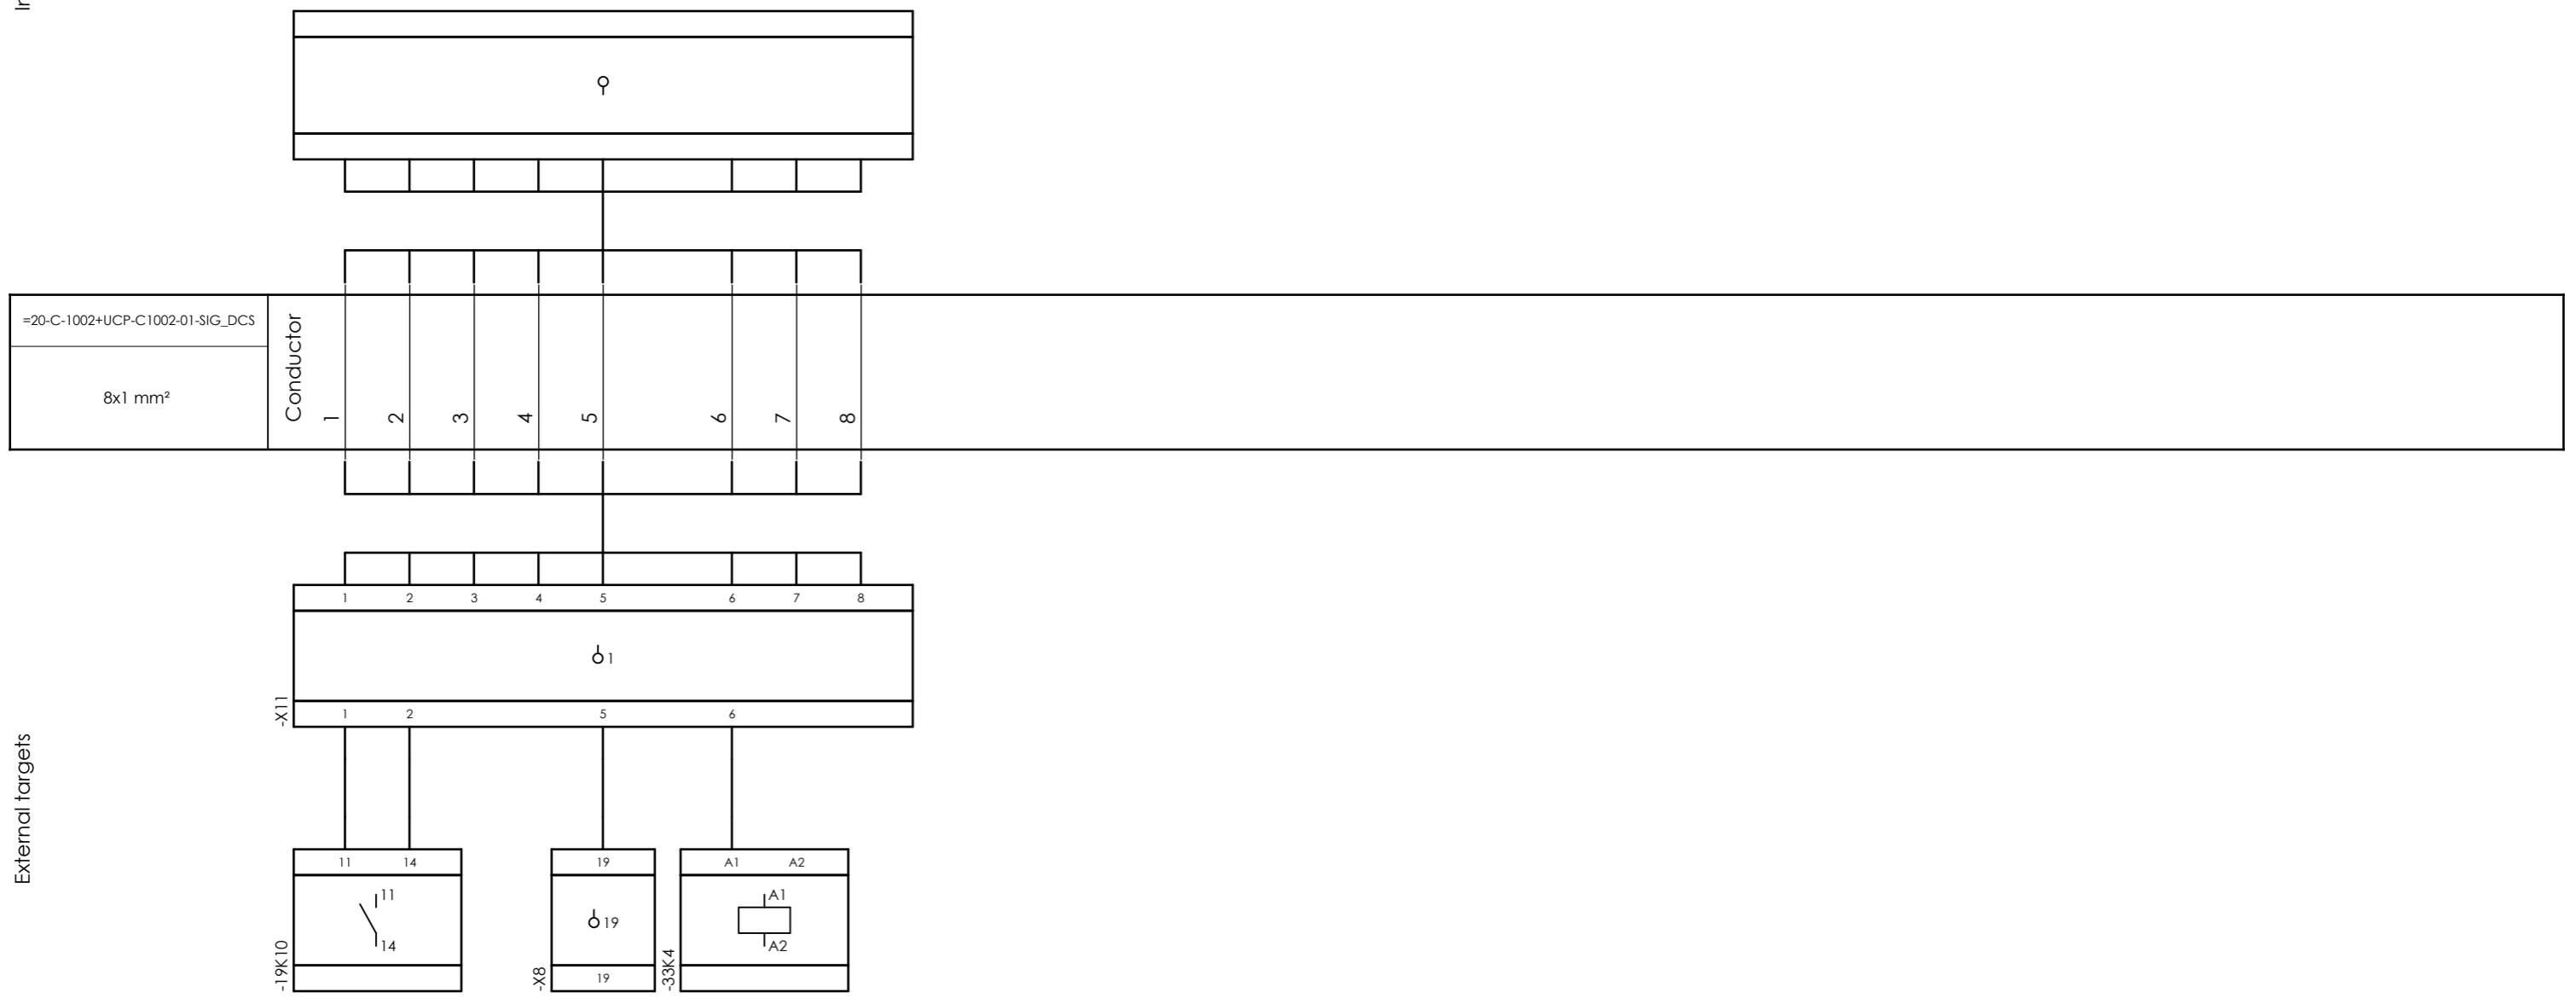 =20-C-1002+UCP-C1002-01-SIG_DCS
8x1 mm²
Conductor
1 2 3 4 5 6 7 8
1 2 3 4 5 6 7 8
1
-X11
1 2 5 6
External targets
11 14
19
A1 A2
11
14
19
A1
A2
-19K10
-X8
19
-33K4